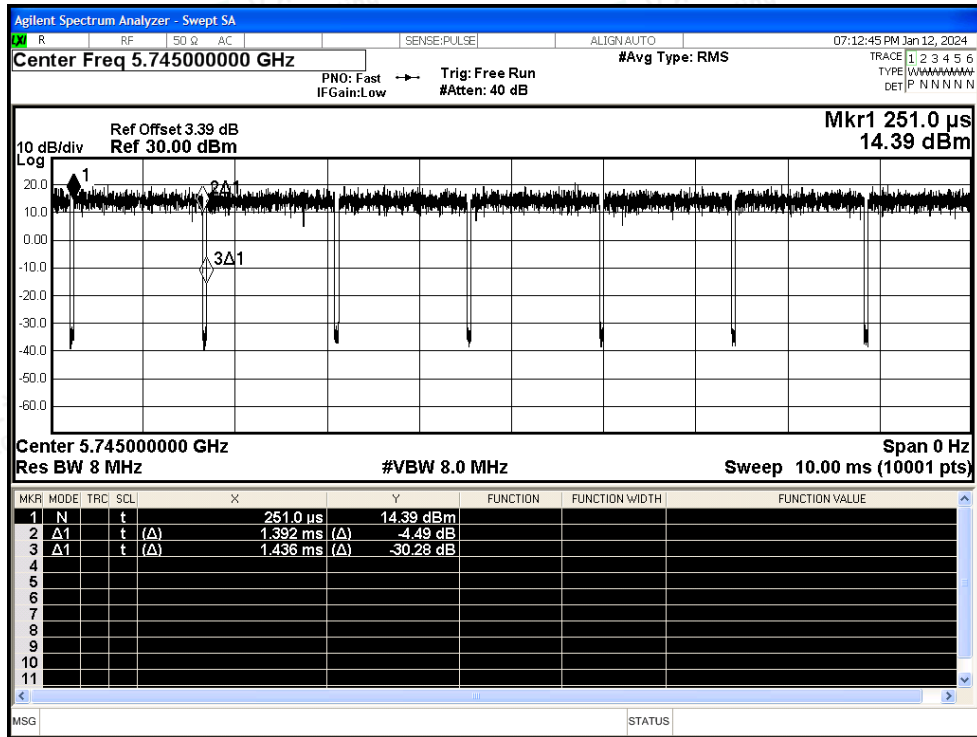 Agilent Spectrum Analyzer - Swept SA
LXI R RF 50 Ω AC SENSE:PULSE ALIGN AUTO 07:12:45 PM Jan 12, 2024
Center Freq 5.745000000 GHz
PNO: Fast
IFGain:Low
Trig: Free Run
#Atten: 40 dB
#Avg Type: RMS
TRACE 1 2 3 4 5 6
TYPE W
DET P N N N N N
Mkr1 251.0 µs
14.39 dBm
Ref Offset 3.39 dB
10 dB/div Ref 30.00 dBm
Log
20.0
10.0
0.00
-10.0
-20.0
-30.0
-40.0
-50.0
-60.0
1
2Δ1
3Δ1
Center 5.745000000 GHz Span 0 Hz
Res BW 8 MHz #VBW 8.0 MHz Sweep 10.00 ms (10001 pts)
MKR MODE TRC SCL X Y FUNCTION FUNCTION WIDTH FUNCTION VALUE
1 N t 251.0 µs 14.39 dBm
2 Δ1 t (Δ) 1.392 ms (Δ) -4.49 dB
3 Δ1 t (Δ) 1.436 ms (Δ) -30.28 dB
4
5
6
7
8
9
10
11
MSG STATUS